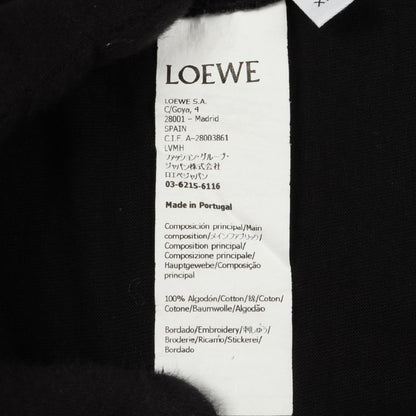 LOEWE
LOEWE S.A.
C/Goya, 4
28001 – Madrid
SPAIN
C.I.F. A-28003861
LVMH
ファッション・グループ・
ジャパン株式会社
ロエベジャパン
03-6215-6116
Made in Portugal
Composición principal/Main
composition/メインファブリック/
Composition principal/
Composizione principale/
Hauptgewebe/Composição
principal
100% Algodón/Cotton/綿/Coton/
Cotone/Baumwolle/Algodão
Bordado/Embroidery/刺しゅう/
Broderie/Ricamo/Stickerei/
Bordado